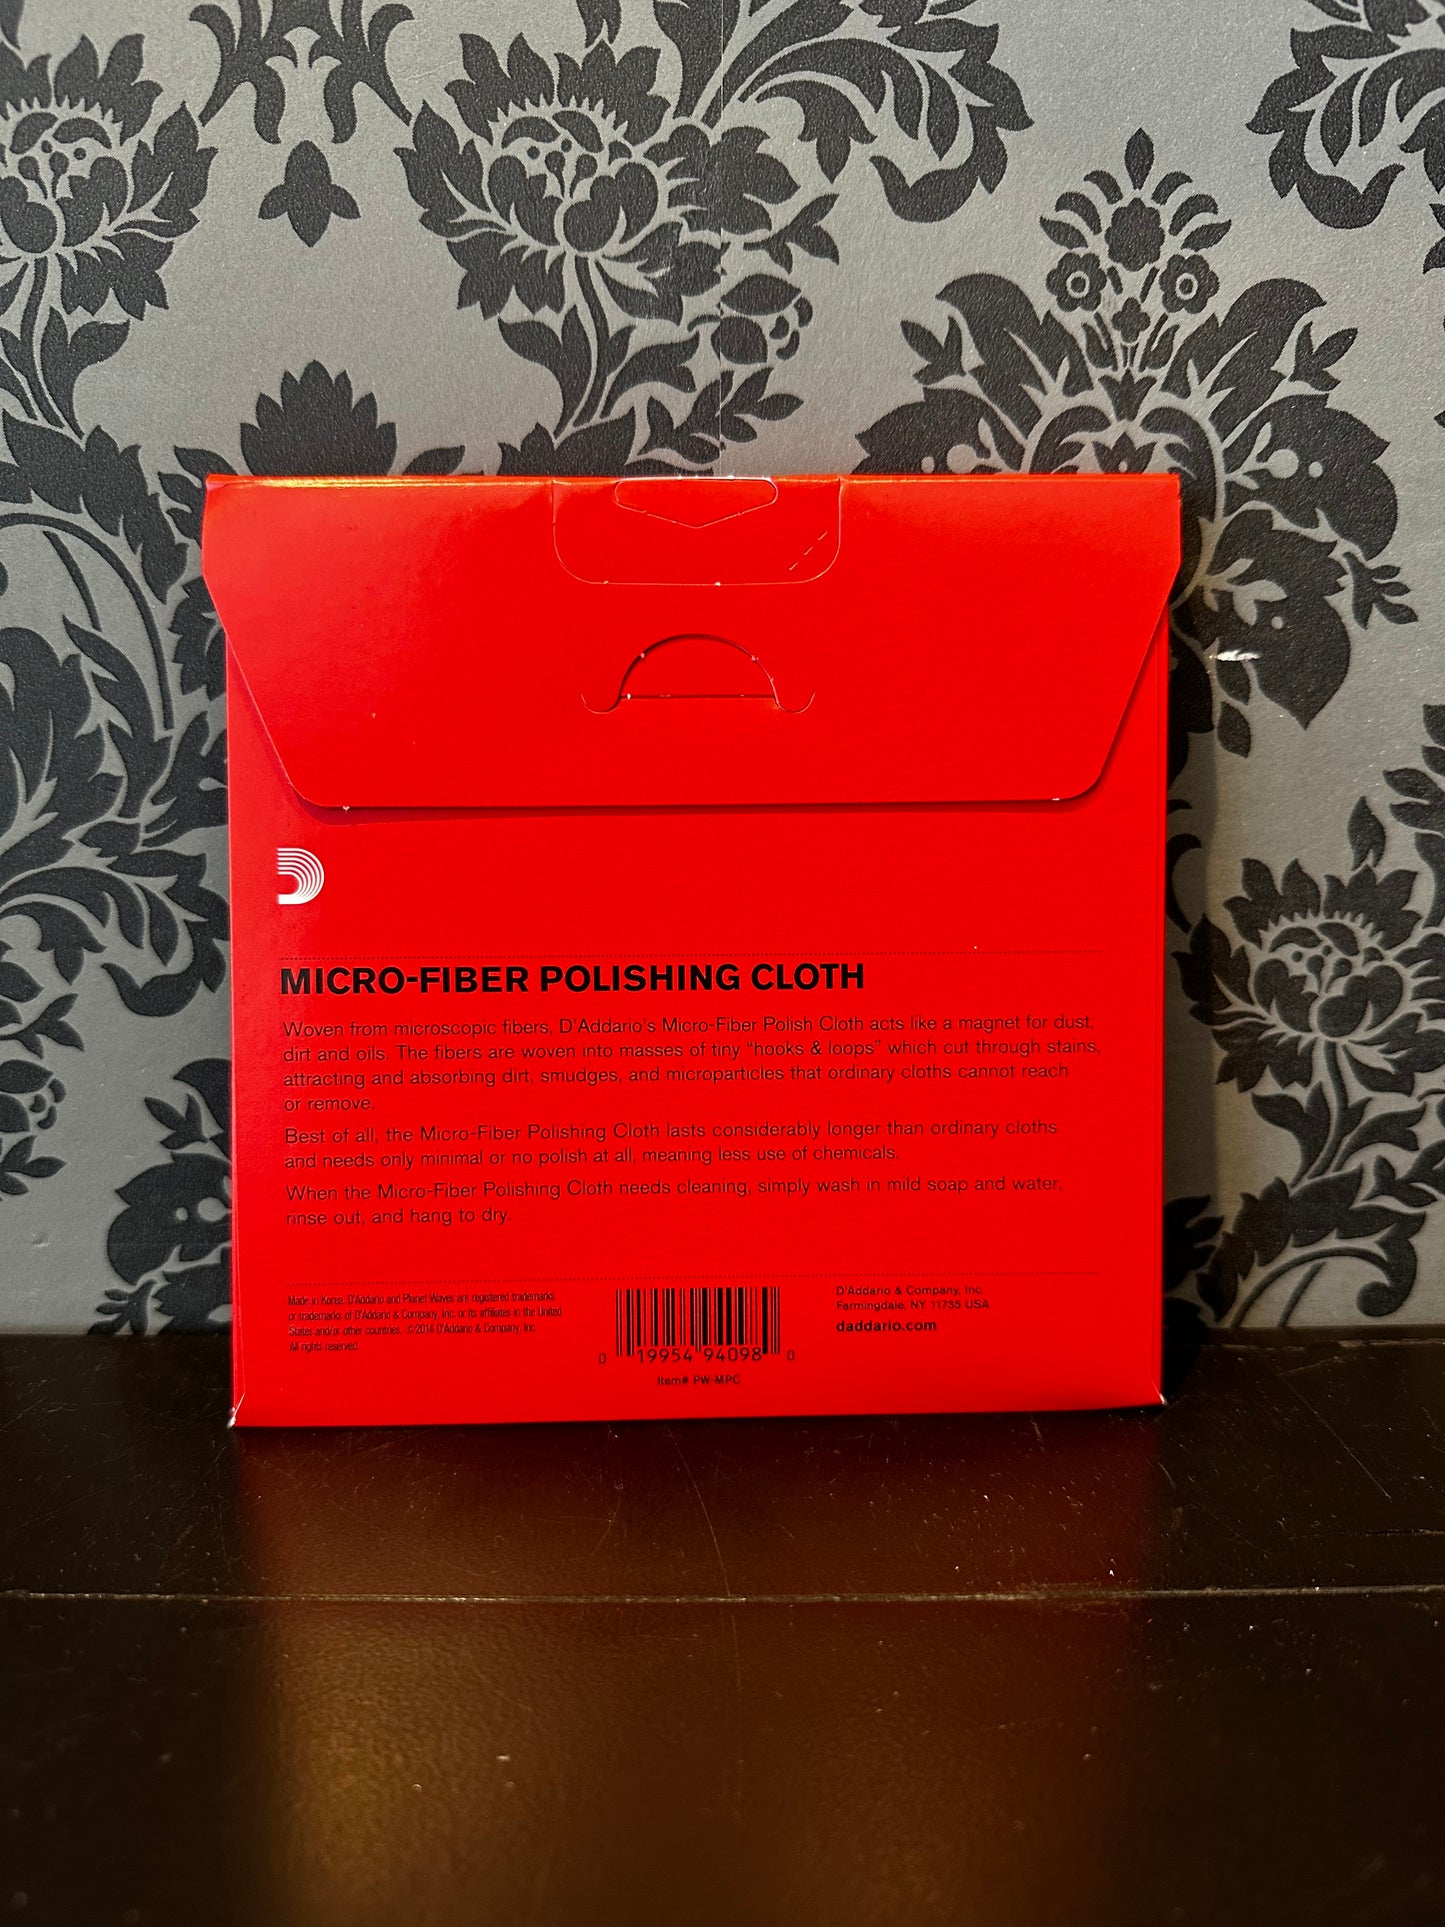 MICRO-FIBER POLISHING CLOTH
Woven from microscopic fibers, D'Addario's Micro-Fiber Polish Cloth acts like a magnet for dust,
dirt and oils. The fibers are woven into masses of tiny "hooks & loops" which cut through stains,
attracting and absorbing dirt, smudges, and microparticles that ordinary cloths cannot reach
or remove.
Best of all, the Micro-Fiber Polishing Cloth lasts considerably longer than ordinary cloths
and needs only minimal or no polish at all, meaning less use of chemicals.
When the Micro-Fiber Polishing Cloth needs cleaning, simply wash in mild soap and water,
rinse out, and hang to dry.
Made in Korea. D'Addario and Planet Waves are registered trademarks
or trademarks of D'Addario & Company, Inc. or its affiliates in the United
States and/or other countries. ©2014 D'Addario & Company, Inc.
All rights reserved.
0 19954 94098 0
Item# PW-MPC
D'Addario & Company, Inc.
Farmingdale, NY 11735 USA
daddario.com